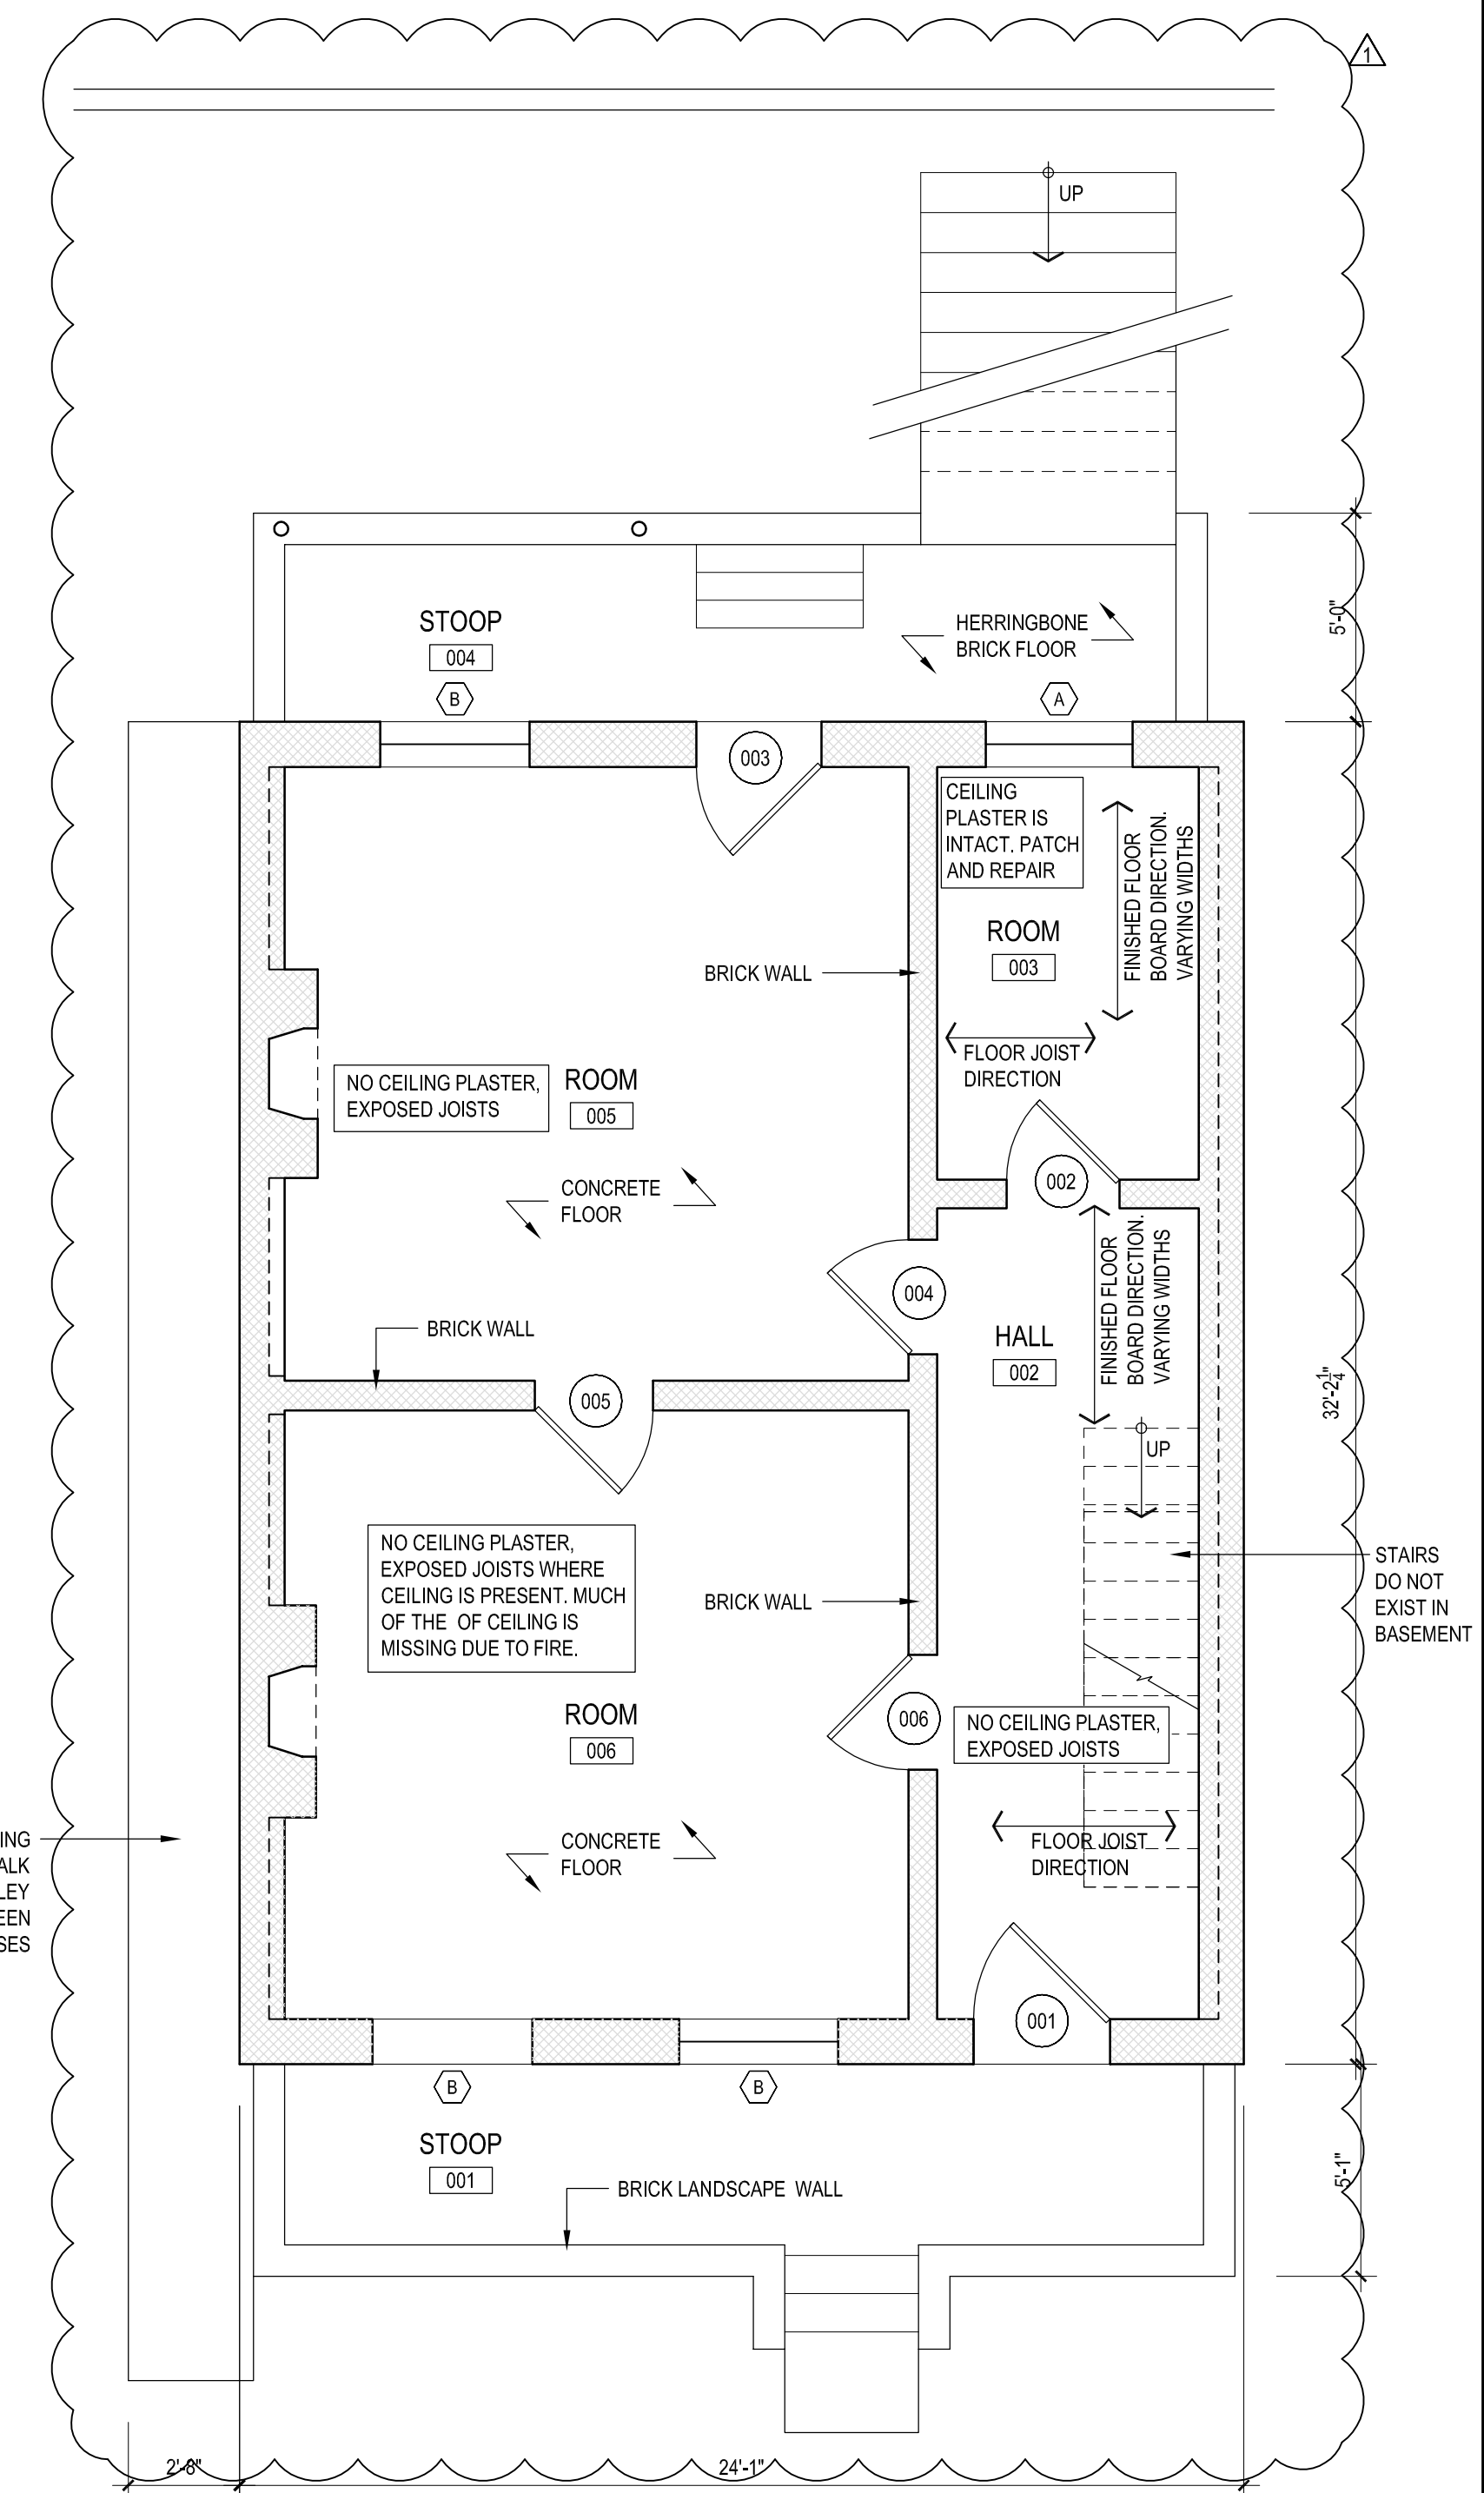 1
UP
5'-0"
STOOP
004
HERRINGBONE
BRICK FLOOR
B
A
003
CEILING
PLASTER IS
INTACT. PATCH
AND REPAIR
FINISHED FLOOR
BOARD DIRECTION.
VARYING WIDTHS
ROOM
003
BRICK WALL
FLOOR JOIST
DIRECTION
NO CEILING PLASTER,
EXPOSED JOISTS
ROOM
005
CONCRETE
FLOOR
002
004
FINISHED FLOOR
BOARD DIRECTION.
VARYING WIDTHS
HALL
002
BRICK WALL
005
32'-2 1/4"
UP
NO CEILING PLASTER,
EXPOSED JOISTS WHERE
CEILING IS PRESENT. MUCH
OF THE  OF CEILING IS
MISSING DUE TO FIRE.
BRICK WALL
STAIRS
DO NOT
EXIST IN
BASEMENT
ROOM
006
006
NO CEILING PLASTER,
EXPOSED JOISTS
CONCRETE
FLOOR
FLOOR JOIST
DIRECTION
ING
ALK
LEY
EEN
SES
001
B
B
STOOP
001
BRICK LANDSCAPE  WALL
5'-1"
2'-8"
24'-1"